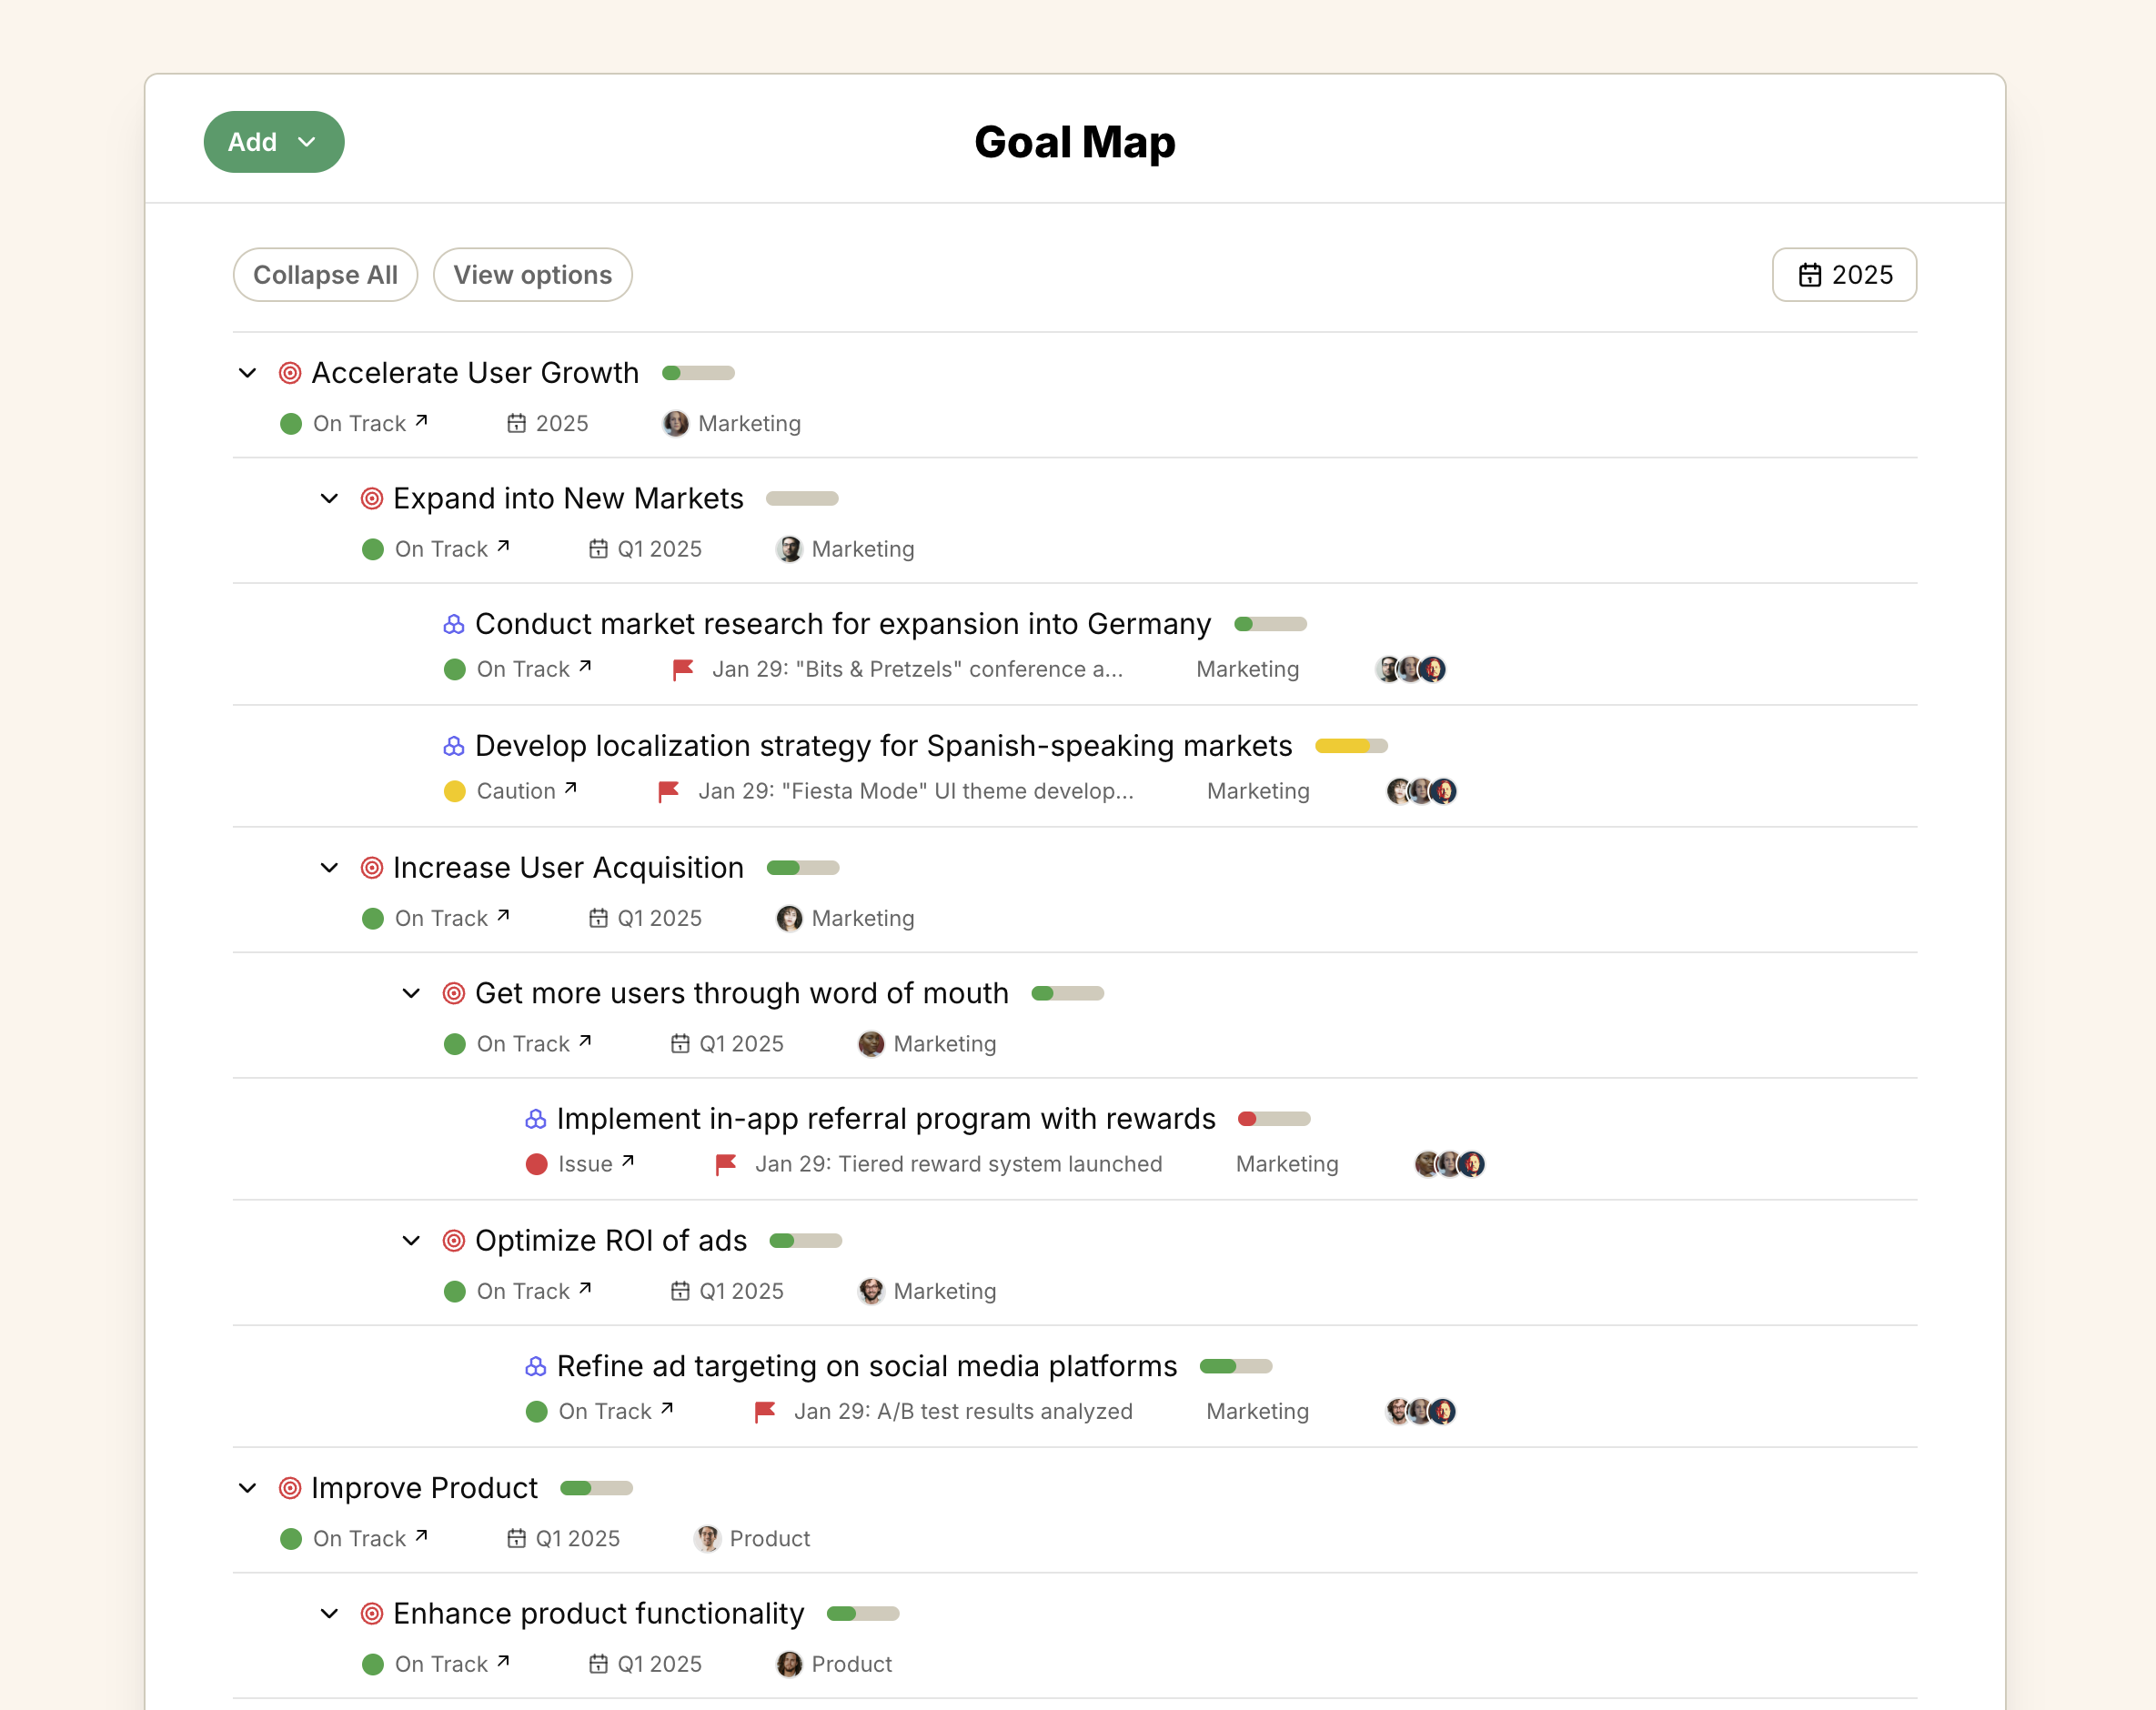 Add
Goal Map
Collapse All View options 2025
Accelerate User Growth
On Track 2025 Marketing
Expand into New Markets
On Track Q1 2025 Marketing
Conduct market research for expansion into Germany
On Track Jan 29: "Bits & Pretzels" conference a... Marketing
Develop localization strategy for Spanish-speaking markets
Caution Jan 29: "Fiesta Mode" UI theme develop... Marketing
Increase User Acquisition
On Track Q1 2025 Marketing
Get more users through word of mouth
On Track Q1 2025 Marketing
Implement in-app referral program with rewards
Issue Jan 29: Tiered reward system launched Marketing
Optimize ROI of ads
On Track Q1 2025 Marketing
Refine ad targeting on social media platforms
On Track Jan 29: A/B test results analyzed Marketing
Improve Product
On Track Q1 2025 Product
Enhance product functionality
On Track Q1 2025 Product